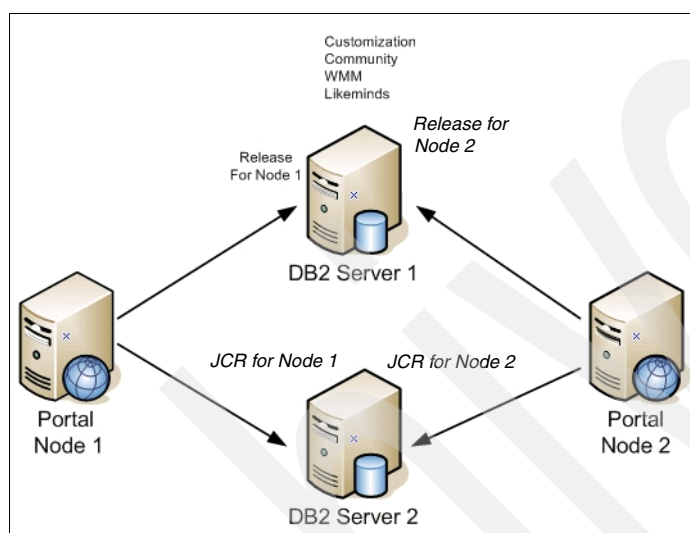 Customization
Community
WMM
Likeminds
Release for
Node 2
Release
For Node 1
DB2 Server 1
JCR for Node 1
JCR for Node 2
Portal
Node 1
Portal
Node 2
DB2 Server 2